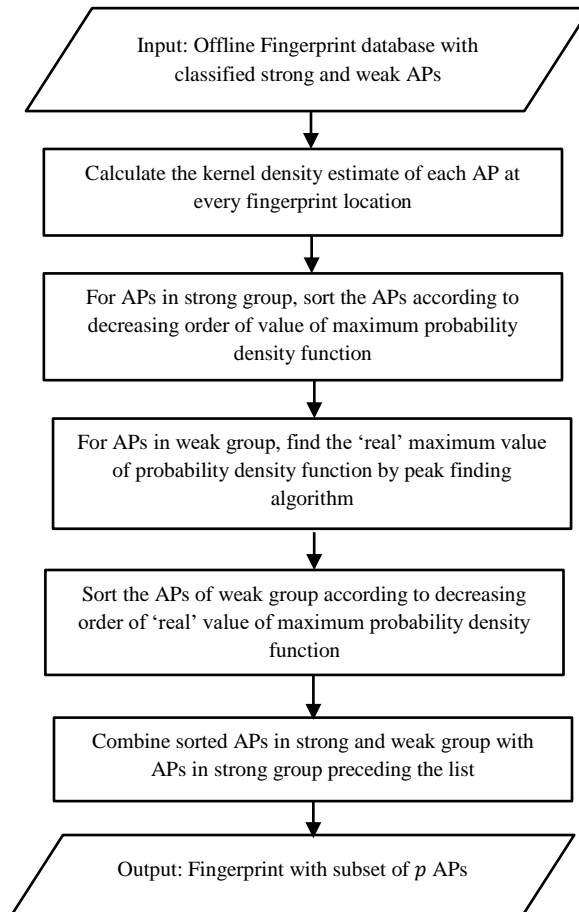 Input: Offline Fingerprint database with
classified strong and weak APs
Calculate the kernel density estimate of each AP at
every fingerprint location
For APs in strong group, sort the APs according to
decreasing order of value of maximum probability
density function
For APs in weak group, find the ‘real’ maximum value
of probability density function by peak finding
algorithm
Sort the APs of weak group according to decreasing
order of ‘real’ value of maximum probability density
function
Combine sorted APs in strong and weak group with
APs in strong group preceding the list
Output: Fingerprint with subset of p APs